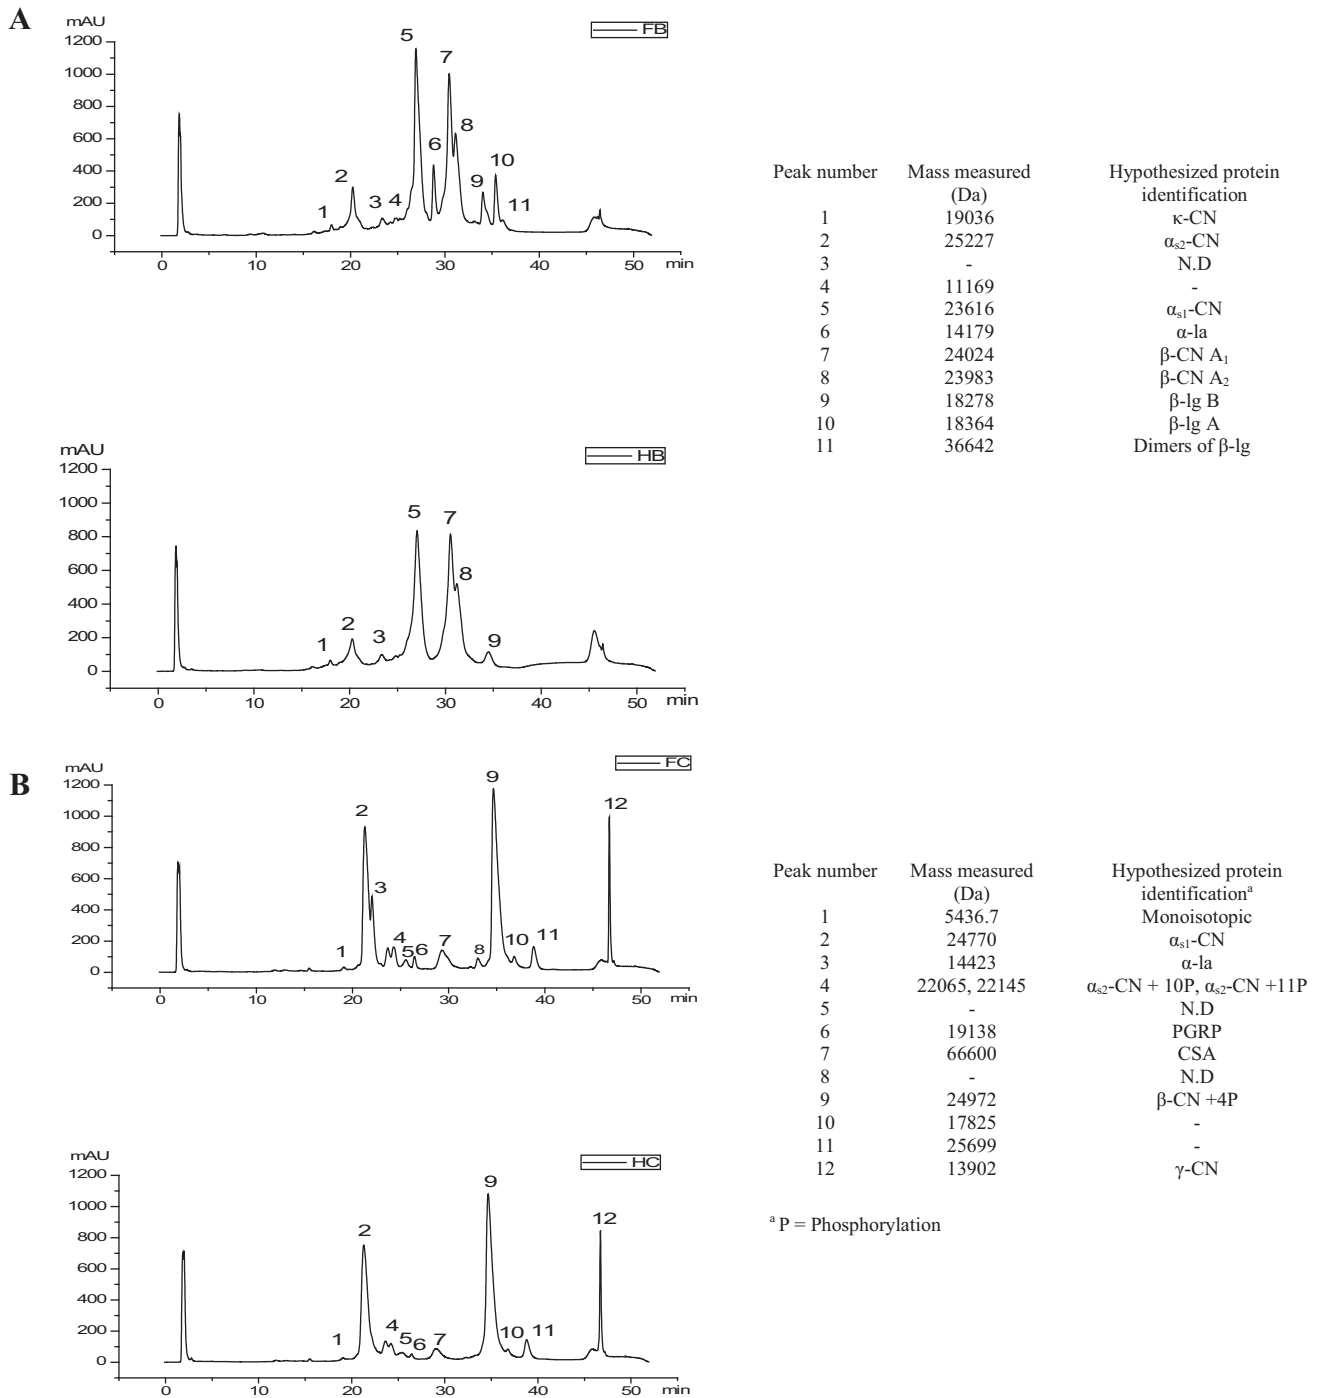 A
mAU
FB
1200
1000
800
600
400
200
0
1
2
3
4
5
6
7
8
9
10
11
0 10 20 30 40 50 min
Peak number Mass measured (Da) Hypothesized protein identification
1 19036 κ-CN
2 25227 αs2-CN
3 - N.D
4 11169 -
5 23616 αs1-CN
6 14179 α-la
7 24024 β-CN A1
8 23983 β-CN A2
9 18278 β-lg B
10 18364 β-lg A
11 36642 Dimers of β-lg
mAU
HB
1200
1000
800
600
400
200
0
1
2
3
5
7
8
9
0 10 20 30 40 50 min
B
mAU
FC
1200
1000
800
600
400
200
0
1
2
3
4
5
6
7
8
9
10
11
12
0 10 20 30 40 50 min
Peak number Mass measured (Da) Hypothesized protein identificationa
1 5436.7 Monoisotopic
2 24770 αs1-CN
3 14423 α-la
4 22065, 22145 αs2-CN + 10P, αs2-CN +11P
5 - N.D
6 19138 PGRP
7 66600 CSA
8 - N.D
9 24972 β-CN +4P
10 17825 -
11 25699 -
12 13902 γ-CN
a P = Phosphorylation
mAU
HC
1200
1000
800
600
400
200
0
1
2
4
5
6
7
9
10
11
12
0 10 20 30 40 50 min